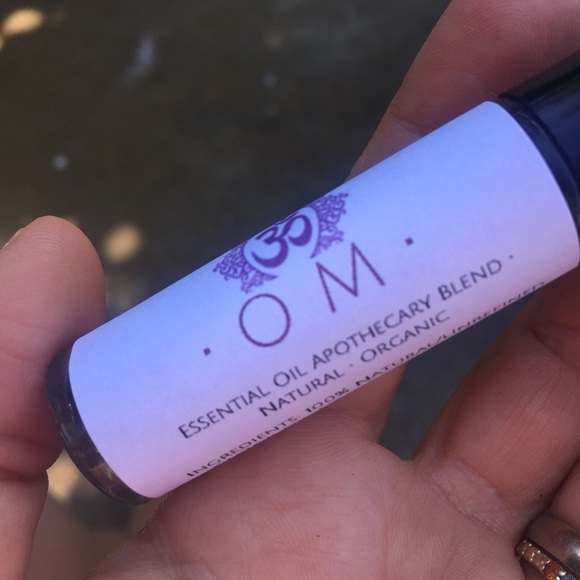 ॐ
· OM ·
ESSENTIAL OIL APOTHECARY BLEND ·
NATURAL · ORGANIC
INGREDIENTS: 100% NATURAL/UNREFINED